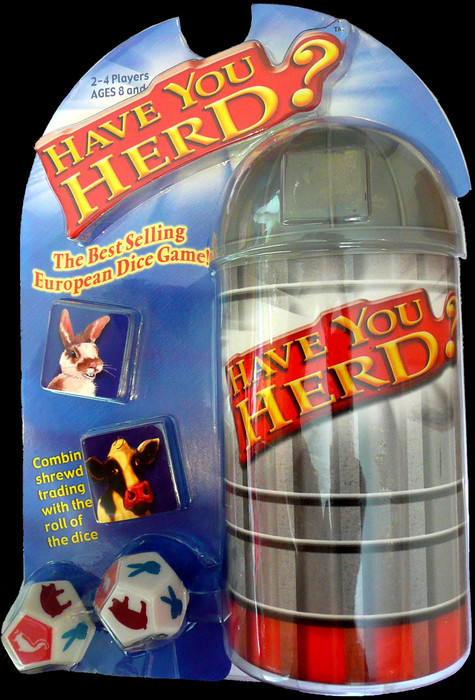 2-4 Players
AGES 8 and
HAVE YOU
HERD?
™
The Best Selling
European Dice Game!
HAVE YOU
HERD?
Combin
shrewd
trading
with the
roll of
the dice